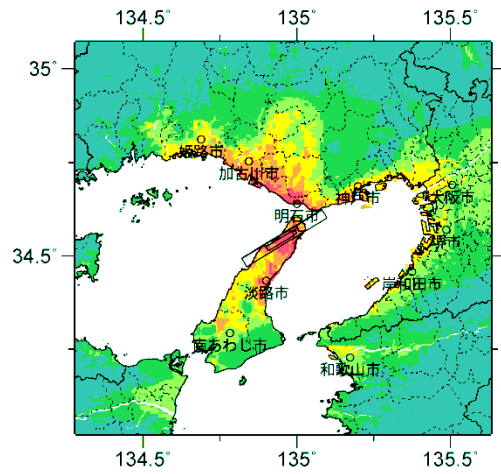 134.5˚ 135˚ 135.5˚
35˚
姫路市
加古川市
神戸市
大阪市
明石市
堺市
34.5˚
淡路市
岸和田市
南あわじ市
和歌山市
134.5˚ 135˚ 135.5˚